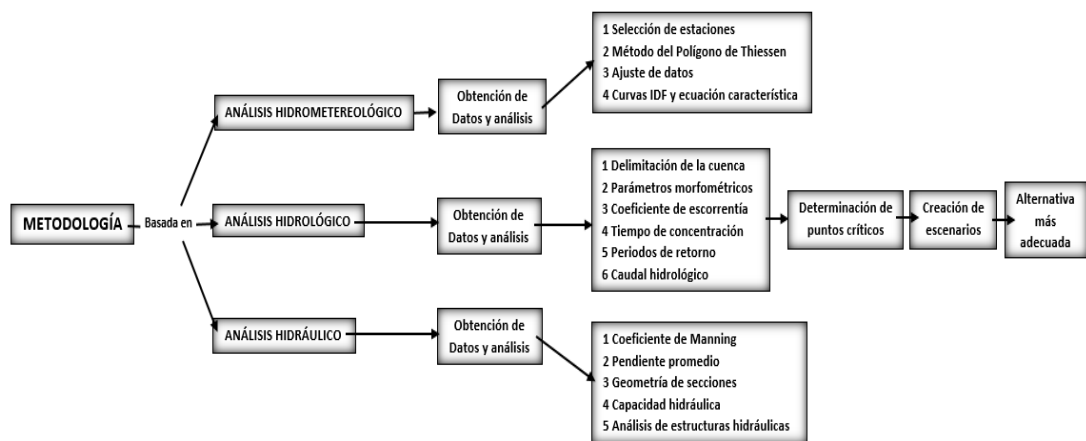 METODOLOGÍA
Basada en
ANÁLISIS HIDROMETEREOLÓGICO
Obtención de
Datos y análisis
1 Selección de estaciones
2 Método del Polígono de Thiessen
3 Ajuste de datos
4 Curvas IDF y ecuación característica
ANÁLISIS HIDROLÓGICO
Obtención de
Datos y análisis
1 Delimitación de la cuenca
2 Parámetros morfométricos
3 Coeficiente de escorrentía
4 Tiempo de concentración
5 Periodos de retorno
6 Caudal hidrológico
Determinación de
puntos críticos
Creación de
escenarios
Alternativa
más
adecuada
ANÁLISIS HIDRÁULICO
Obtención de
Datos y análisis
1 Coeficiente de Manning
2 Pendiente promedio
3 Geometría de secciones
4 Capacidad hidráulica
5 Análisis de estructuras hidráulicas